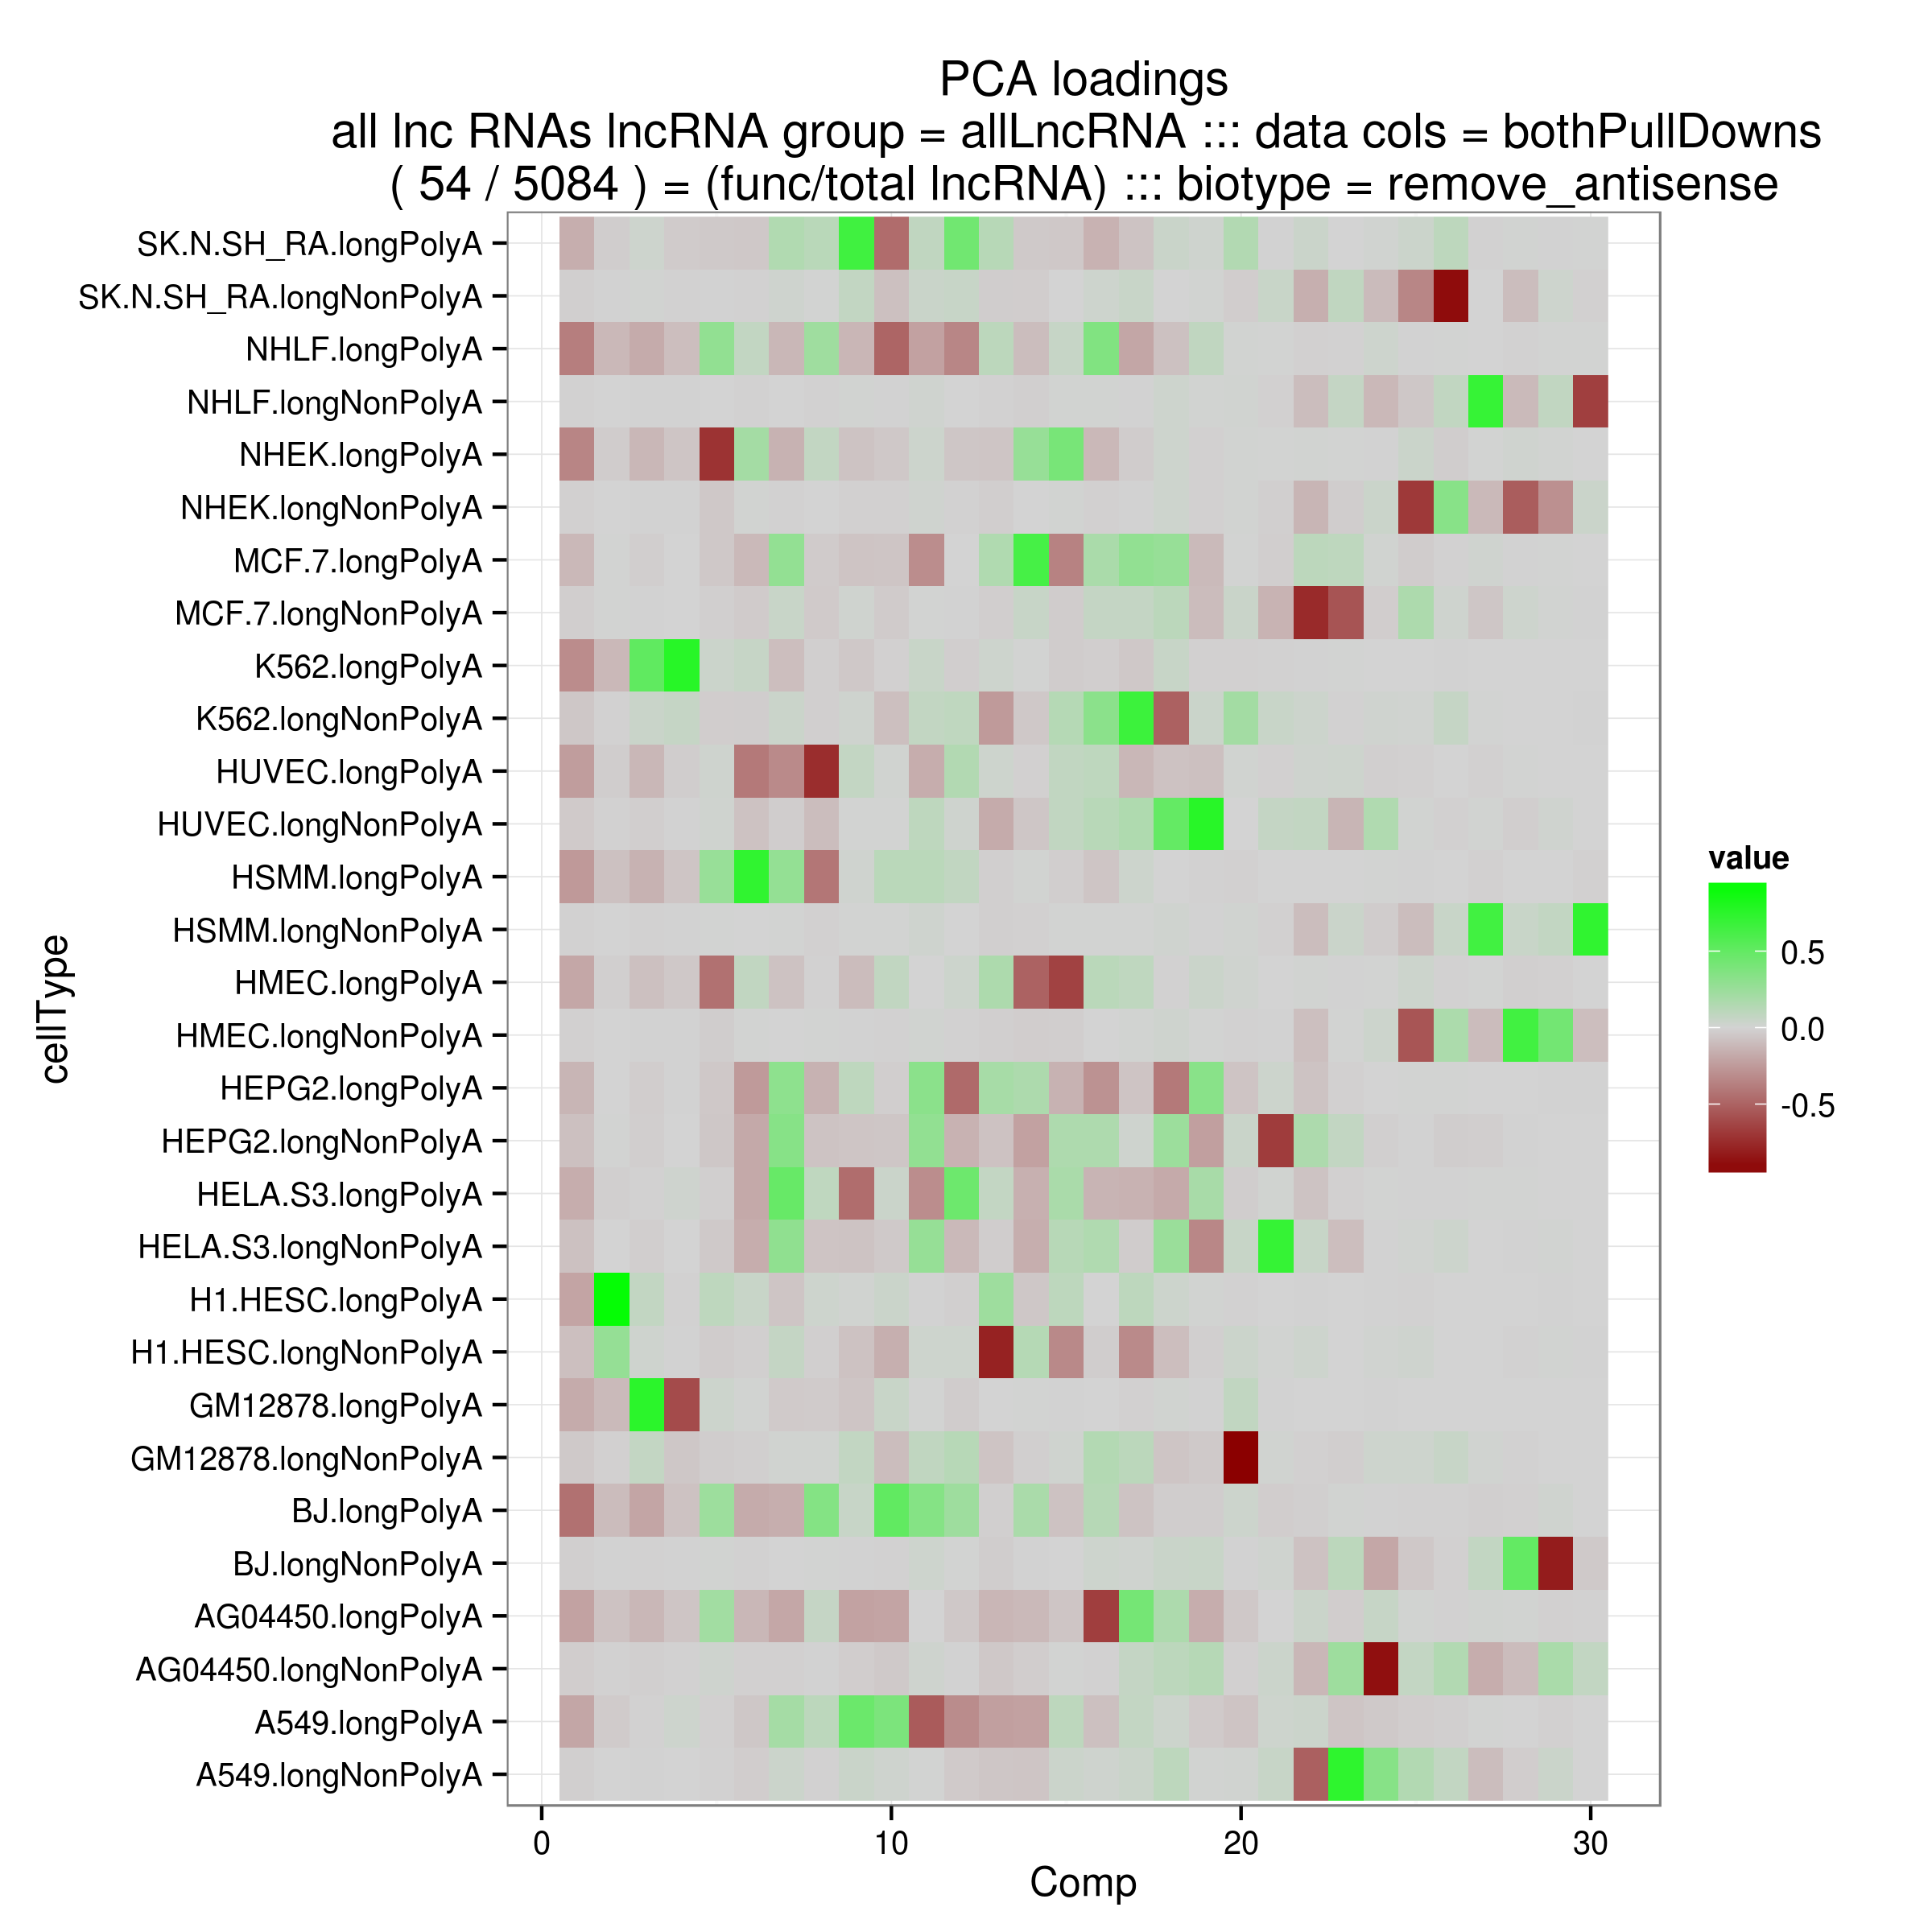 PCA loadings
all lnc RNAs lncRNA group = allLncRNA ::: data cols = bothPullDowns
( 54 / 5084 ) = (func/total lncRNA) ::: biotype = remove_antisense
SK.N.SH_RA.longPolyA
SK.N.SH_RA.longNonPolyA
NHLF.longPolyA
NHLF.longNonPolyA
NHEK.longPolyA
NHEK.longNonPolyA
MCF.7.longPolyA
MCF.7.longNonPolyA
K562.longPolyA
K562.longNonPolyA
HUVEC.longPolyA
HUVEC.longNonPolyA
HSMM.longPolyA
HSMM.longNonPolyA
HMEC.longPolyA
HMEC.longNonPolyA
HEPG2.longPolyA
HEPG2.longNonPolyA
HELA.S3.longPolyA
HELA.S3.longNonPolyA
H1.HESC.longPolyA
H1.HESC.longNonPolyA
GM12878.longPolyA
GM12878.longNonPolyA
BJ.longPolyA
BJ.longNonPolyA
AG04450.longPolyA
AG04450.longNonPolyA
A549.longPolyA
A549.longNonPolyA
cellType
0 10 20 30
Comp
value
0.5
0.0
-0.5